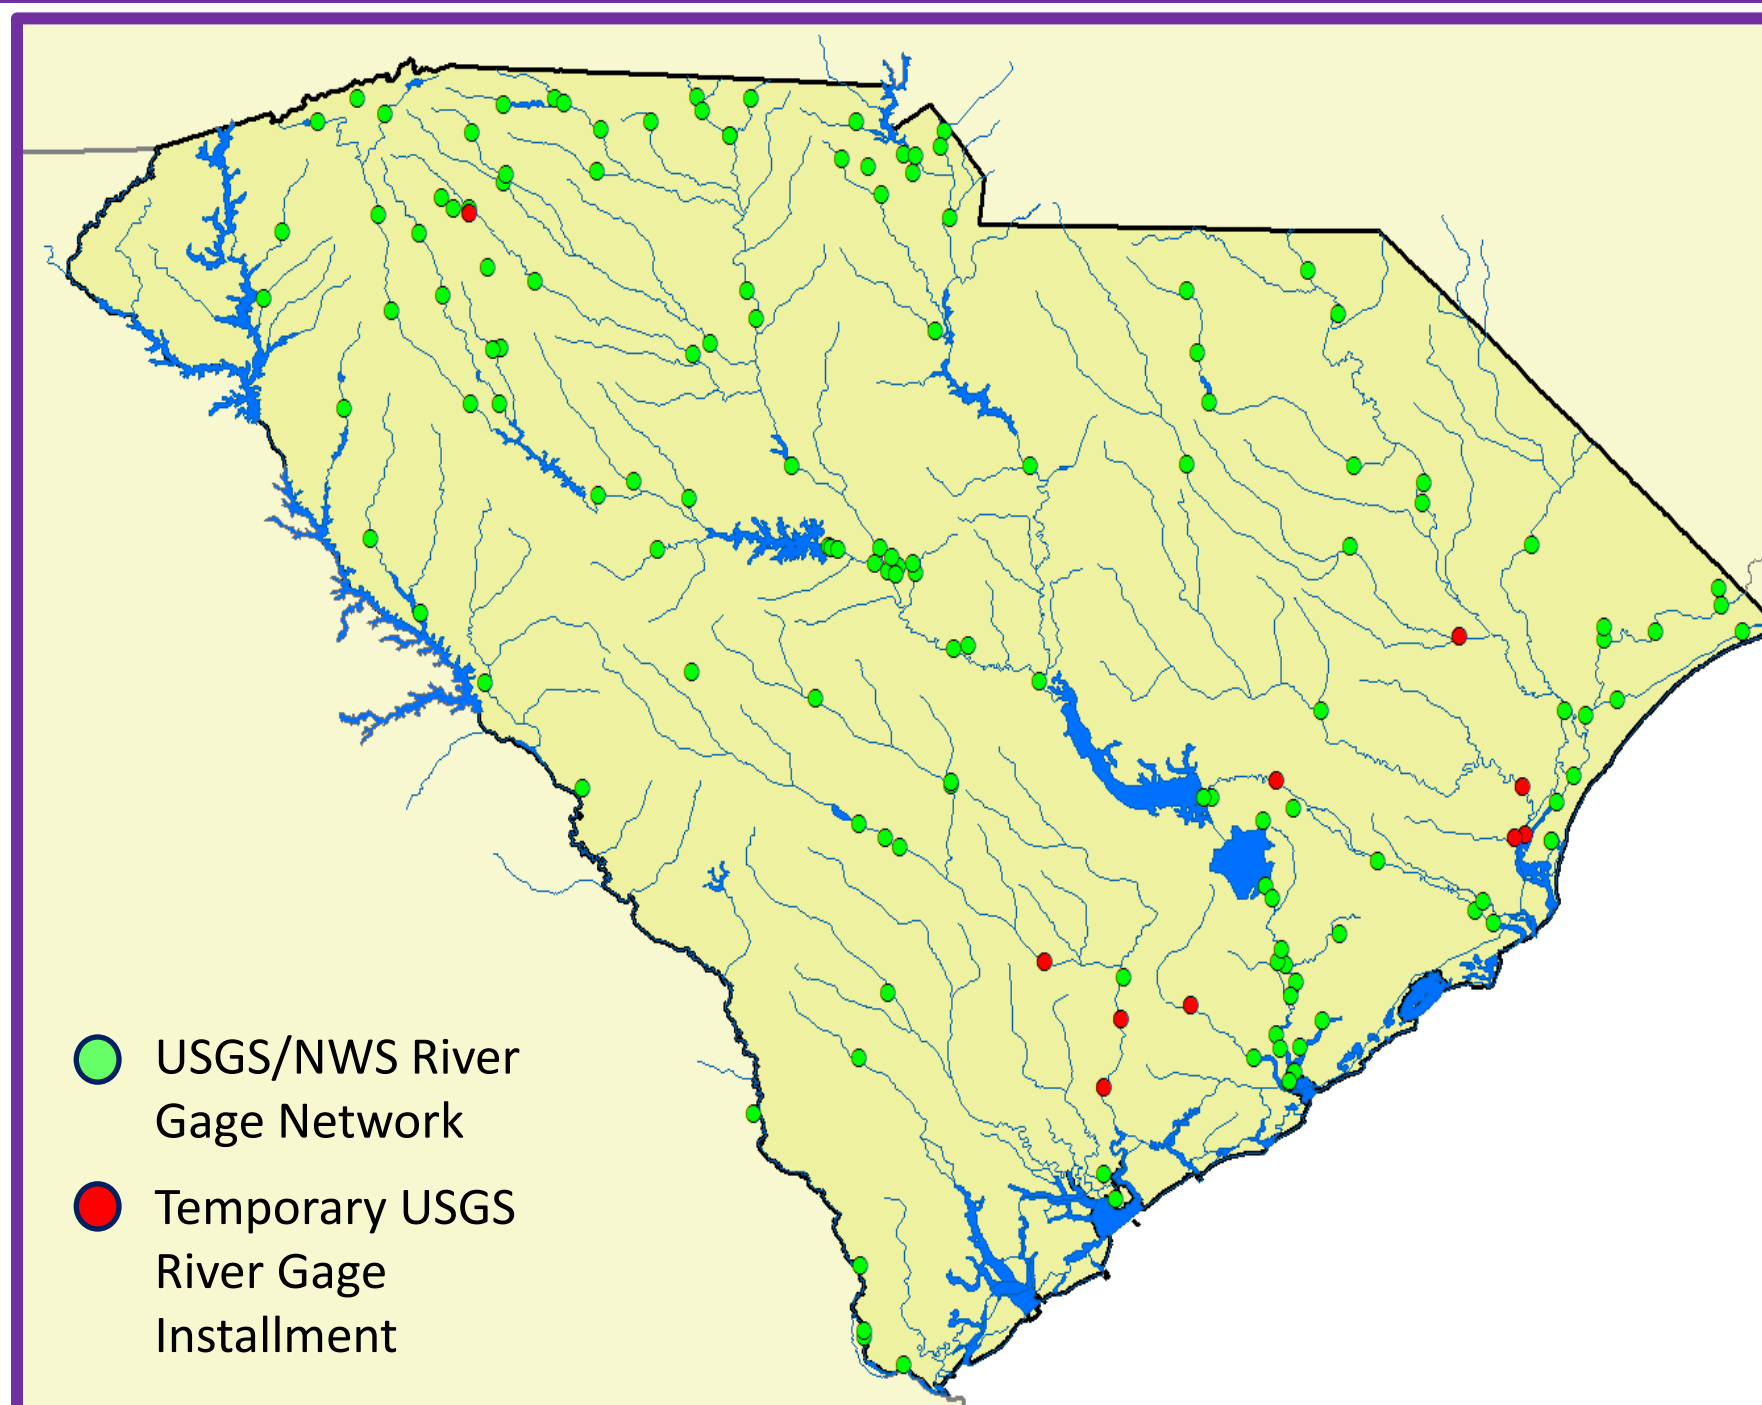 USGS/NWS River
Gage Network
Temporary USGS
River Gage
Installment